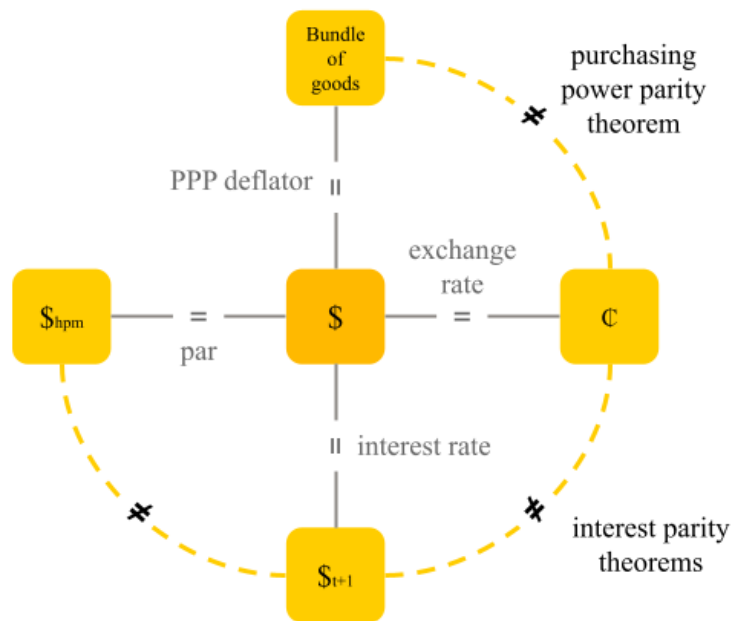 Bundle
of
goods
purchasing
power parity
theorem
PPP deflator
=
exchange
rate
$hpm
=
par
$
=
₵
=
interest rate
≠
≠
≠
$t+1
interest parity
theorems